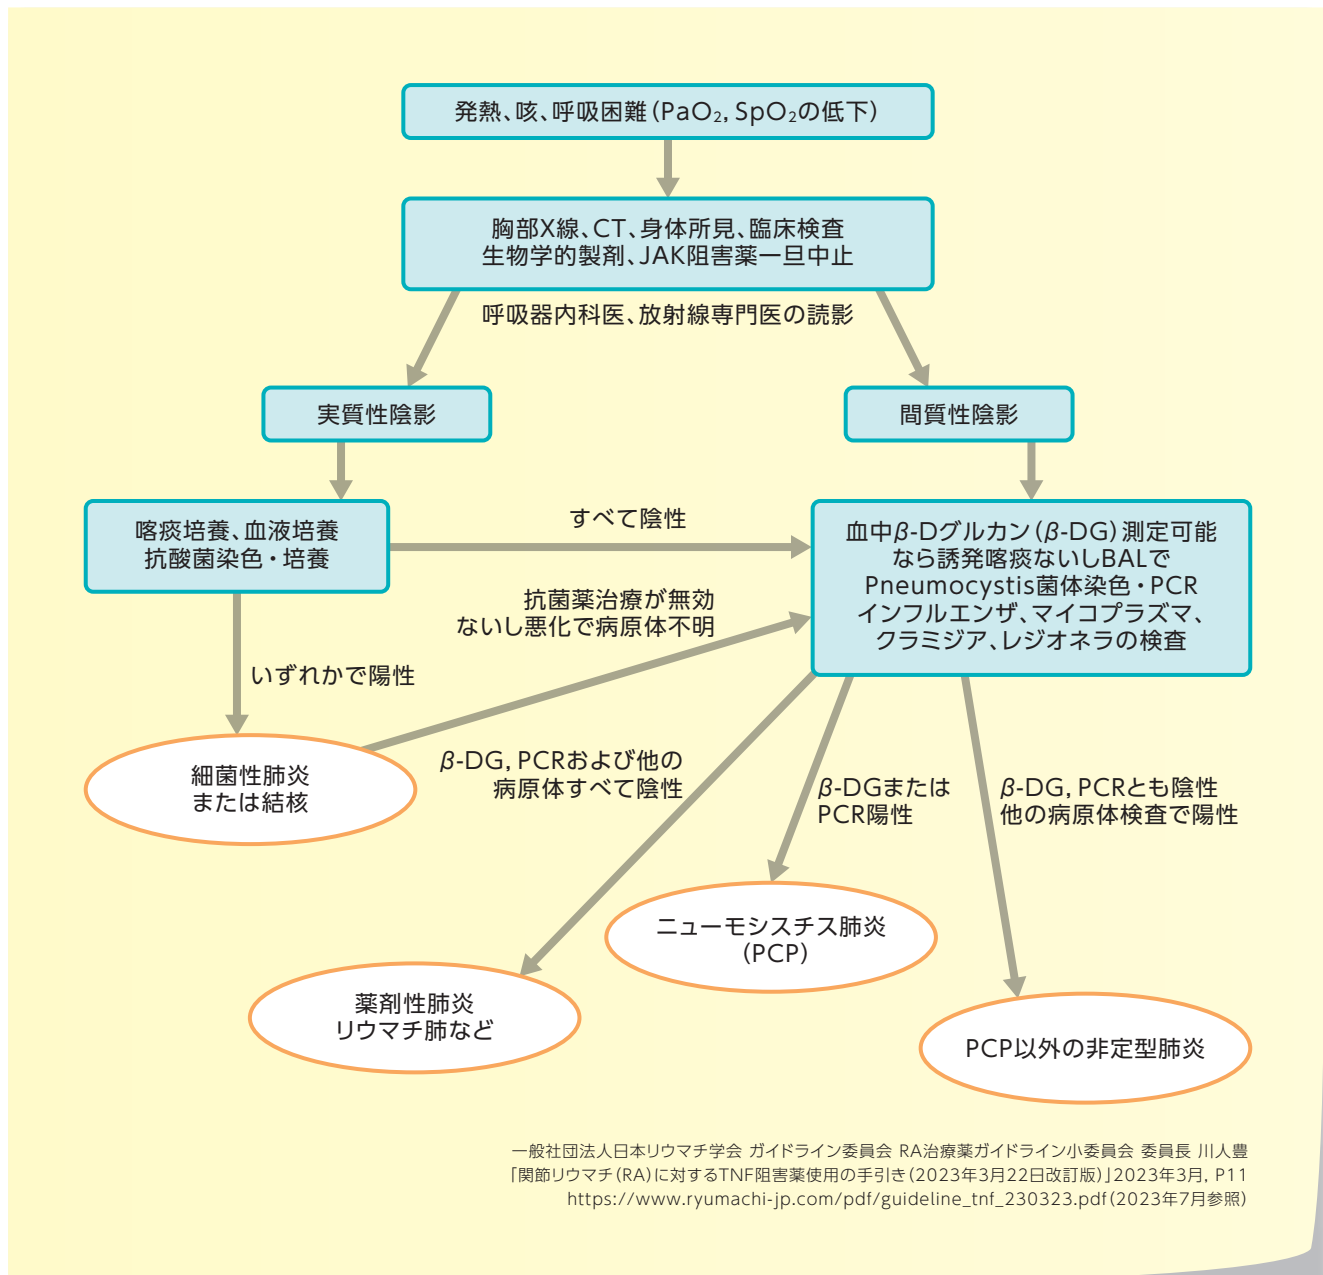 発熱、咳、呼吸困難(PaO₂, SpO₂の低下)
胸部X線、CT、身体所見、臨床検査
生物学的製剤、JAK阻害薬一旦中止
呼吸器内科医、放射線専門医の読影
実質性陰影
間質性陰影
喀痰培養、血液培養
抗酸菌染色・培養
すべて陰性
血中β-Dグルカン(β-DG)測定可能
なら誘発喀痰ないしBALで
Pneumocystis菌体染色・PCR
インフルエンザ、マイコプラズマ、
クラミジア、レジオネラの検査
抗菌薬治療が無効
ないし悪化で病原体不明
いずれかで陽性
細菌性肺炎
または結核
β-DG, PCRおよび他の
病原体すべて陰性
β-DGまたは
PCR陽性
β-DG, PCRとも陰性
他の病原体検査で陽性
ニューモシスチス肺炎
(PCP)
薬剤性肺炎
リウマチ肺など
PCP以外の非定型肺炎
一般社団法人日本リウマチ学会 ガイドライン委員会 RA治療薬ガイドライン小委員会 委員長 川人豊
「関節リウマチ(RA)に対するTNF阻害薬使用の手引き(2023年3月22日改訂版)」2023年3月, P11
https://www.ryumachi-jp.com/pdf/guideline_tnf_230323.pdf(2023年7月参照)